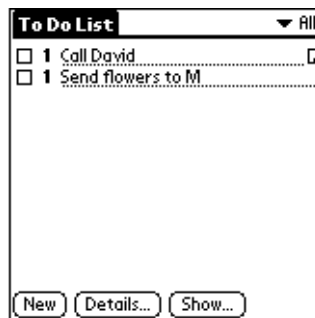 To Do List All
1 Call David
1 Send flowers to M
New Details... Show...